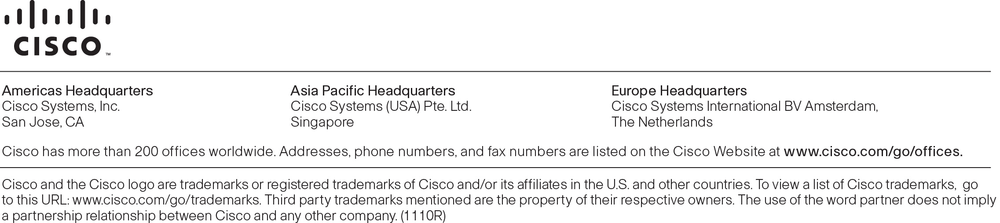 CISCO™
Americas Headquarters
Cisco Systems, Inc.
San Jose, CA
Asia Pacific Headquarters
Cisco Systems (USA) Pte. Ltd.
Singapore
Europe Headquarters
Cisco Systems International BV Amsterdam,
The Netherlands
Cisco has more than 200 offices worldwide. Addresses, phone numbers, and fax numbers are listed on the Cisco Website at www.cisco.com/go/offices.
Cisco and the Cisco logo are trademarks or registered trademarks of Cisco and/or its affiliates in the U.S. and other countries. To view a list of Cisco trademarks, go
to this URL: www.cisco.com/go/trademarks. Third party trademarks mentioned are the property of their respective owners. The use of the word partner does not imply
a partnership relationship between Cisco and any other company. (1110R)